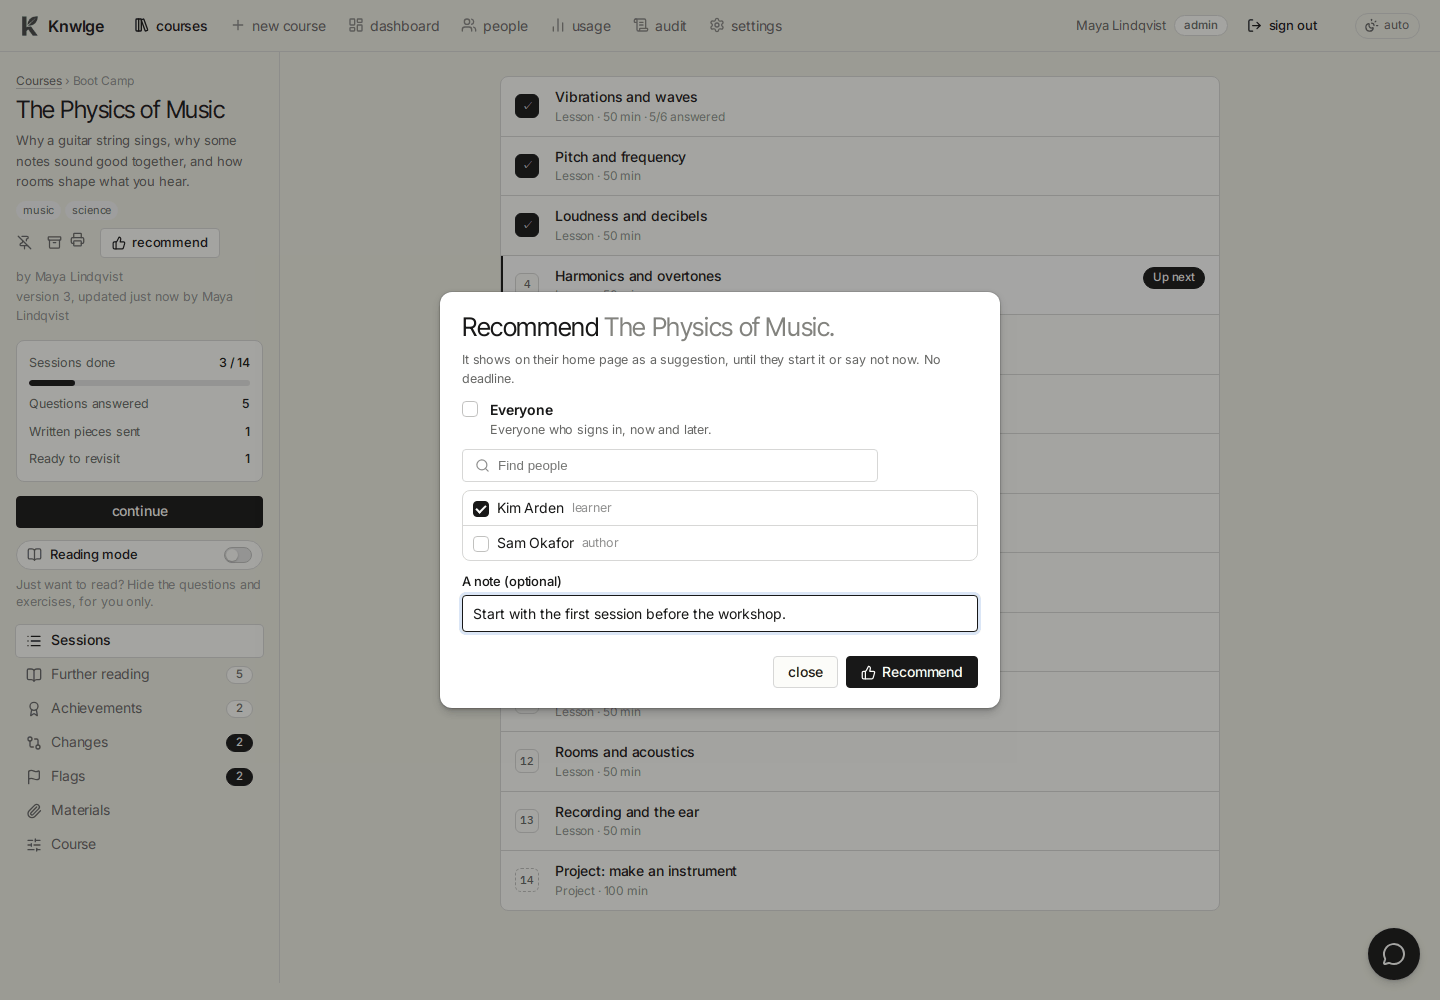 Knwlge
courses
new course
dashboard
people
usage
audit
settings
Maya Lindqvist
admin
sign out
auto
Courses › Boot Camp
The Physics of Music
Why a guitar string sings, why some
notes sound good together, and how
rooms shape what you hear.
music
science
recommend
by Maya Lindqvist
version 3, updated just now by Maya
Lindqvist
Sessions done 3 / 14
Questions answered 5
Written pieces sent 1
Ready to revisit 1
continue
Reading mode
Just want to read? Hide the questions and
exercises, for you only.
Sessions
Further reading 5
Achievements 2
Changes 2
Flags 2
Materials
Course
Vibrations and waves
Lesson · 50 min · 5/6 answered
Pitch and frequency
Lesson · 50 min
Loudness and decibels
Lesson · 50 min
4 Harmonics and overtones
Up next
Recommend The Physics of Music.
It shows on their home page as a suggestion, until they start it or say not now. No
deadline.
Everyone
Everyone who signs in, now and later.
Find people
Kim Arden learner
Sam Okafor author
A note (optional)
Start with the first session before the workshop.
close
Recommend
Lesson · 50 min
12 Rooms and acoustics
Lesson · 50 min
13 Recording and the ear
Lesson · 50 min
14 Project: make an instrument
Project · 100 min